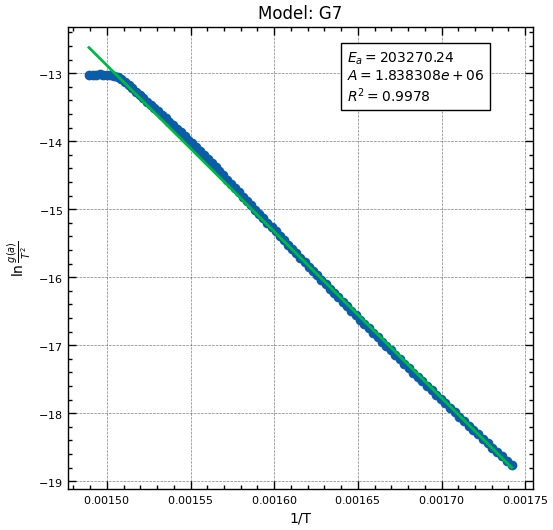 Model: G7
E_a = 203270.24
A = 1.838308e + 06
R^2 = 0.9978
ln g(a)/T^2
−13
−14
−15
−16
−17
−18
−19
0.00150 0.00155 0.00160 0.00165 0.00170 0.00175
1/T